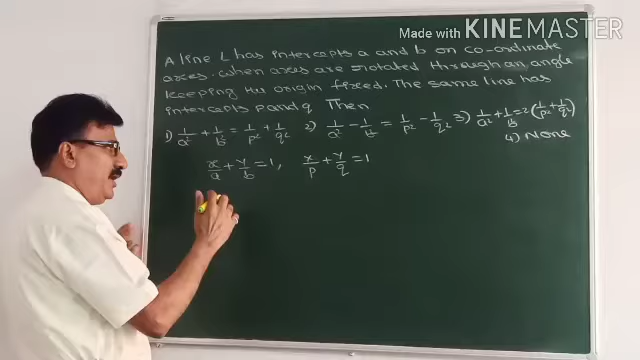 Made with KINEMASTER
A line L has intercepts a and b on co-ordinate
axes. When axes are rotated through an angle
keeping the origin fixed. The same line has
intercepts p and q Then
1) 1/a² + 1/b² = 1/p² + 1/q² 2) 1/a² - 1/b² = 1/p² - 1/q² 3) 1/a² + 1/b = 2(1/p² + 1/q²)
4) None
x/a + y/b = 1, x/p + y/q = 1